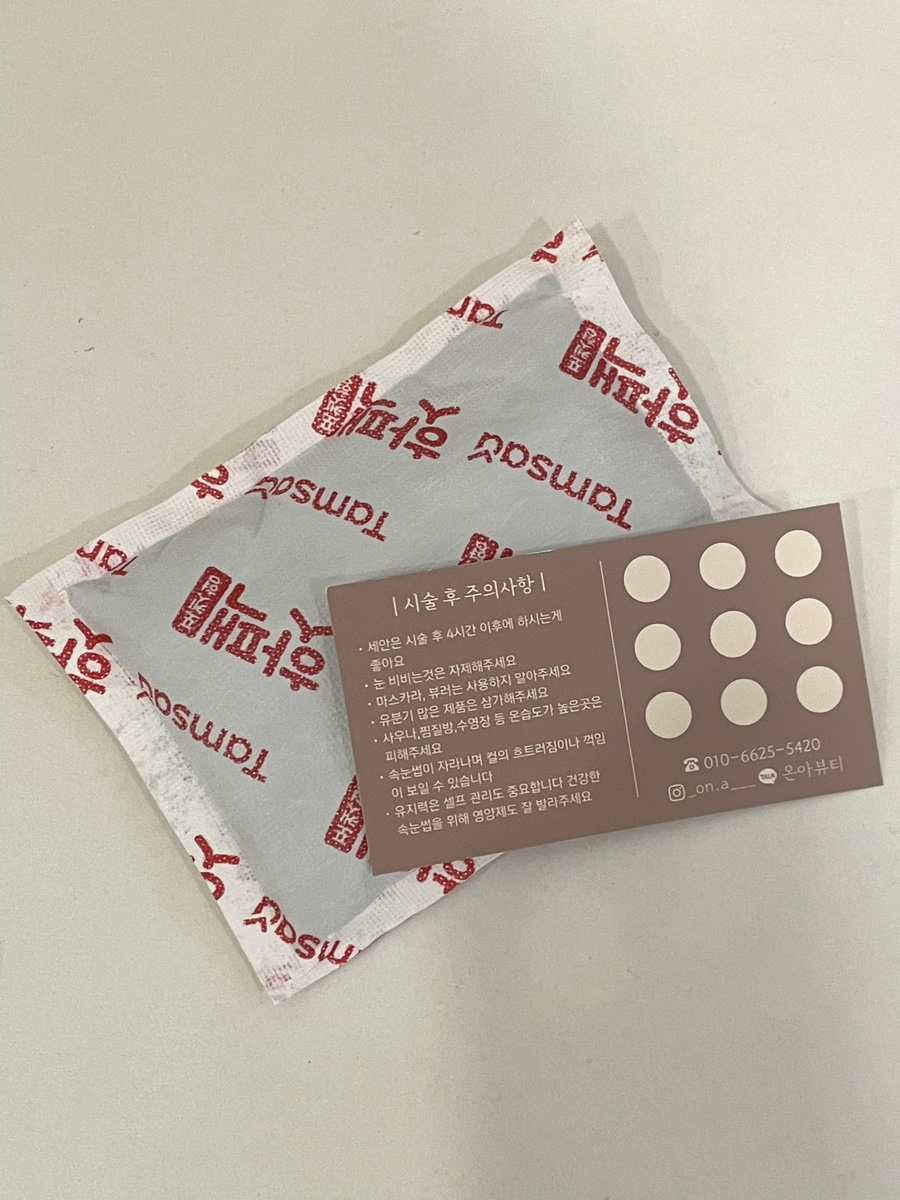 Tamsaa
핫팩
Tamsaa
핫팩
핫팩
Tamsaa
| 시술 후 주의사항 |
• 세안은 시술 후 4시간 이후에 하시는게
좋아요
• 눈 비비는것은 자제해주세요
• 마스카라, 뷰러는 사용하지 말아주세요
• 유분기 많은 제품은 삼가해주세요
• 사우나,찜질방,수영장 등 온습도가 높은곳은
피해주세요
• 속눈썹이 자라나며 컬의 흐트러짐이나 꺽임
이 보일 수 있습니다
• 유지력은 셀프 관리도 중요합니다 건강한
속눈썹을 위해 영양제도 잘 발라주세요
010-6625-5420
_on.a___ TALK 온아뷰티